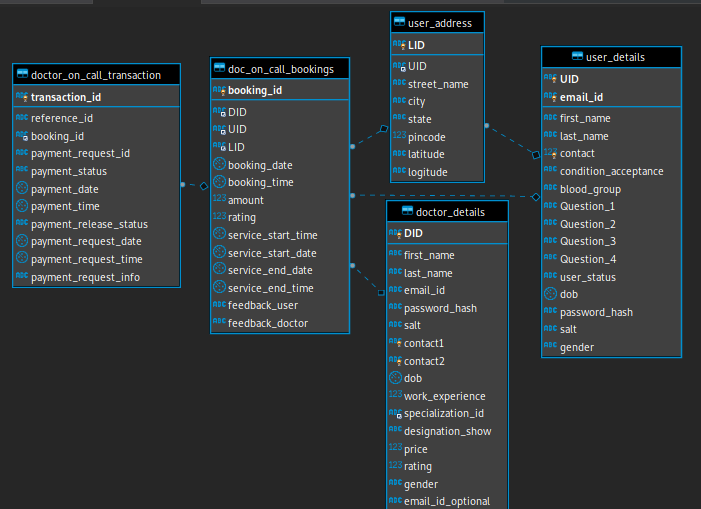 doctor_on_call_transaction
transaction_id
reference_id
booking_id
payment_request_id
payment_status
payment_date
payment_time
payment_release_status
payment_request_date
payment_request_time
payment_request_info
doc_on_call_bookings
booking_id
DID
UID
LID
booking_date
booking_time
amount
rating
service_start_time
service_start_date
service_end_date
service_end_time
feedback_user
feedback_doctor
user_address
LID
UID
street_name
city
state
pincode
latitude
logitude
doctor_details
DID
first_name
last_name
email_id
password_hash
salt
contact1
contact2
dob
work_experience
specialization_id
designation_show
price
rating
gender
email_id_optional
user_details
UID
email_id
first_name
last_name
contact
condition_acceptance
blood_group
Question_1
Question_2
Question_3
Question_4
user_status
dob
password_hash
salt
gender